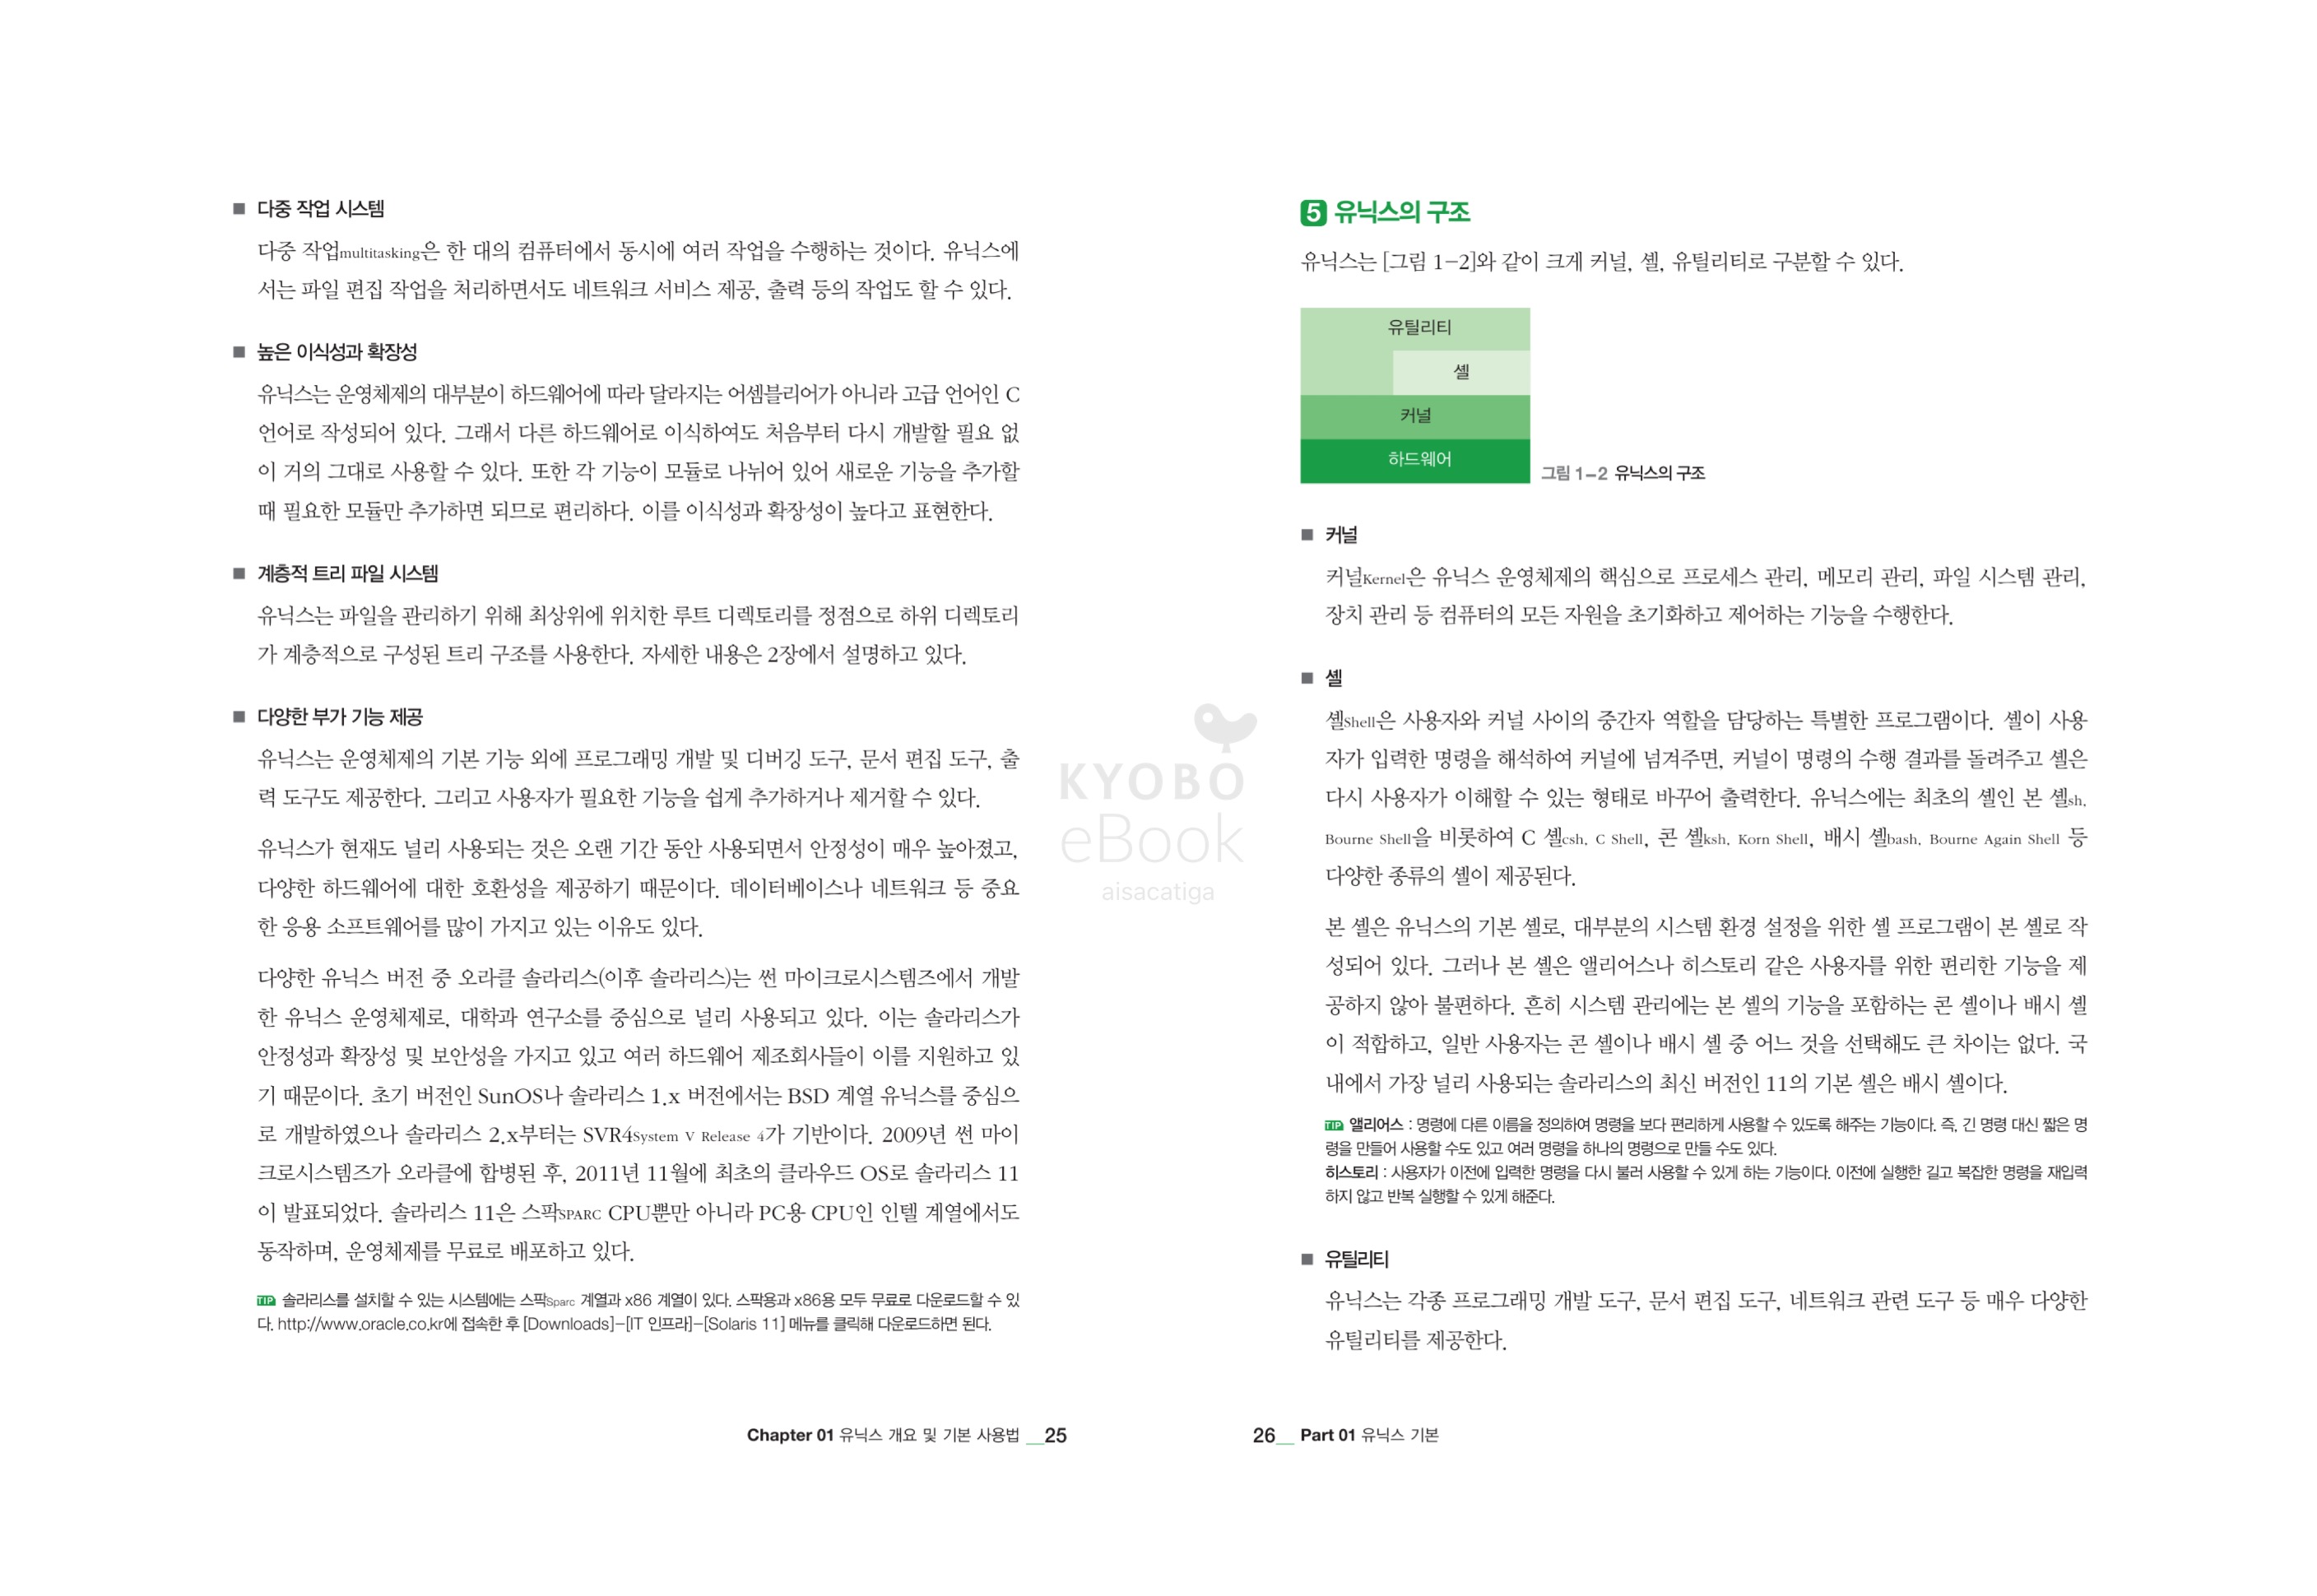 ■ 다중 작업 시스템
다중 작업multitasking은 한 대의 컴퓨터에서 동시에 여러 작업을 수행하는 것이다. 유닉스에
서는 파일 편집 작업을 처리하면서도 네트워크 서비스 제공, 출력 등의 작업도 할 수 있다.
■ 높은 이식성과 확장성
유닉스는 운영체제의 대부분이 하드웨어에 따라 달라지는 어셈블리어가 아니라 고급 언어인 C
언어로 작성되어 있다. 그래서 다른 하드웨어로 이식하여도 처음부터 다시 개발할 필요 없
이 거의 그대로 사용할 수 있다. 또한 각 기능이 모듈로 나뉘어 있어 새로운 기능을 추가할
때 필요한 모듈만 추가하면 되므로 편리하다. 이를 이식성과 확장성이 높다고 표현한다.
■ 계층적 트리 파일 시스템
유닉스는 파일을 관리하기 위해 최상위에 위치한 루트 디렉토리를 정점으로 하위 디렉토리
가 계층적으로 구성된 트리 구조를 사용한다. 자세한 내용은 2장에서 설명하고 있다.
■ 다양한 부가 기능 제공
유닉스는 운영체제의 기본 기능 외에 프로그래밍 개발 및 디버깅 도구, 문서 편집 도구, 출
력 도구도 제공한다. 그리고 사용자가 필요한 기능을 쉽게 추가하거나 제거할 수 있다.
유닉스가 현재도 널리 사용되는 것은 오랜 기간 동안 사용되면서 안정성이 매우 높아졌고,
다양한 하드웨어에 대한 호환성을 제공하기 때문이다. 데이터베이스나 네트워크 등 중요
한 응용 소프트웨어를 많이 가지고 있는 이유도 있다.
다양한 유닉스 버전 중 오라클 솔라리스(이후 솔라리스)는 썬 마이크로시스템즈에서 개발
한 유닉스 운영체제로, 대학과 연구소를 중심으로 널리 사용되고 있다. 이는 솔라리스가
안정성과 확장성 및 보안성을 가지고 있고 여러 하드웨어 제조회사들이 이를 지원하고 있
기 때문이다. 초기 버전인 SunOS나 솔라리스 1.x 버전에서는 BSD 계열 유닉스를 중심으
로 개발하였으나 솔라리스 2.x부터는 SVR4System V Release 4가 기반이다. 2009년 썬 마이
크로시스템즈가 오라클에 합병된 후, 2011년 11월에 최초의 클라우드 OS로 솔라리스 11
이 발표되었다. 솔라리스 11은 스팍SPARC CPU뿐만 아니라 PC용 CPU인 인텔 계열에서도
동작하며, 운영체제를 무료로 배포하고 있다.
TIP 솔라리스를 설치할 수 있는 시스템에는 스팍Sparc 계열과 x86 계열이 있다. 스팍용과 x86용 모두 무료로 다운로드할 수 있
다. http://www.oracle.co.kr에 접속한 후 [Downloads]-[IT 인프라]-[Solaris 11] 메뉴를 클릭해 다운로드하면 된다.
Chapter 01 유닉스 개요 및 기본 사용법 __25
KYOBO
eBook
aisacatiga
5 유닉스의 구조
유닉스는 [그림 1-2]와 같이 크게 커널, 셸, 유틸리티로 구분할 수 있다.
유틸리티
셸
커널
하드웨어
그림 1-2 유닉스의 구조
■ 커널
커널Kernel은 유닉스 운영체제의 핵심으로 프로세스 관리, 메모리 관리, 파일 시스템 관리,
장치 관리 등 컴퓨터의 모든 자원을 초기화하고 제어하는 기능을 수행한다.
■ 셸
셸Shell은 사용자와 커널 사이의 중간자 역할을 담당하는 특별한 프로그램이다. 셸이 사용
자가 입력한 명령을 해석하여 커널에 넘겨주면, 커널이 명령의 수행 결과를 돌려주고 셸은
다시 사용자가 이해할 수 있는 형태로 바꾸어 출력한다. 유닉스에는 최초의 셸인 본 셸sh,
Bourne Shell을 비롯하여 C 셸csh, C Shell, 콘 셸ksh, Korn Shell, 배시 셸bash, Bourne Again Shell 등
다양한 종류의 셸이 제공된다.
본 셸은 유닉스의 기본 셸로, 대부분의 시스템 환경 설정을 위한 셸 프로그램이 본 셸로 작
성되어 있다. 그러나 본 셸은 앨리어스나 히스토리 같은 사용자를 위한 편리한 기능을 제
공하지 않아 불편하다. 흔히 시스템 관리에는 본 셸의 기능을 포함하는 콘 셸이나 배시 셸
이 적합하고, 일반 사용자는 콘 셸이나 배시 셸 중 어느 것을 선택해도 큰 차이는 없다. 국
내에서 가장 널리 사용되는 솔라리스의 최신 버전인 11의 기본 셸은 배시 셸이다.
TIP 앨리어스 : 명령에 다른 이름을 정의하여 명령을 보다 편리하게 사용할 수 있도록 해주는 기능이다. 즉, 긴 명령 대신 짧은 명
령을 만들어 사용할 수도 있고 여러 명령을 하나의 명령으로 만들 수도 있다.
히스토리 : 사용자가 이전에 입력한 명령을 다시 불러 사용할 수 있게 하는 기능이다. 이전에 실행한 길고 복잡한 명령을 재입력
하지 않고 반복 실행할 수 있게 해준다.
■ 유틸리티
유닉스는 각종 프로그래밍 개발 도구, 문서 편집 도구, 네트워크 관련 도구 등 매우 다양한
유틸리티를 제공한다.
26__ Part 01 유닉스 기본